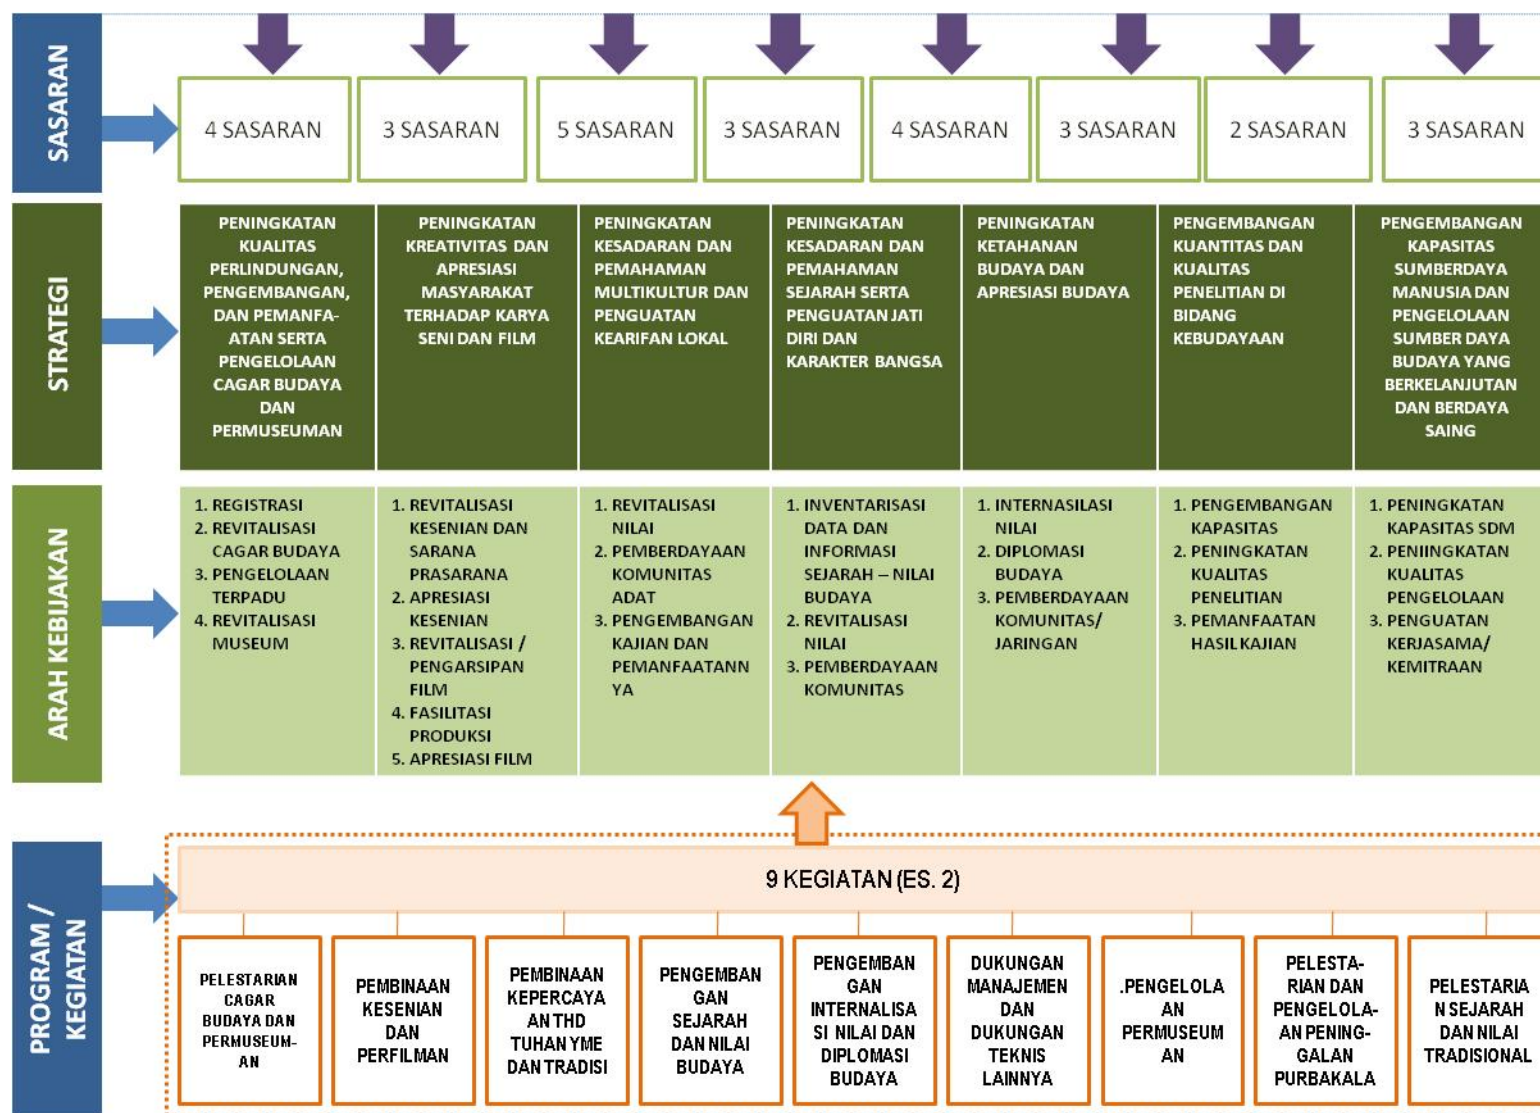 SASARAN
4 SASARAN
3 SASARAN
5 SASARAN
3 SASARAN
4 SASARAN
3 SASARAN
2 SASARAN
3 SASARAN
STRATEGI
PENINGKATAN
KUALITAS
PERLINDUNGAN,
PENGEMBANGAN,
DAN PEMANFA-
ATAN SERTA
PENGELOLAAN
CAGAR BUDAYA
DAN
PERMUSEUMAN
PENINGKATAN
KREATIVITAS DAN
APRESIASI
MASYARAKAT
TERHADAP KARYA
SENI DAN FILM
PENINGKATAN
KESADARAN DAN
PEMAHAMAN
MULTIKULTUR DAN
PENGUATAN
KEARIFAN LOKAL
PENINGKATAN
KESADARAN DAN
PEMAHAMAN
SEJARAH SERTA
PENGUATAN JATI
DIRI DAN
KARAKTER BANGSA
PENINGKATAN
KETAHANAN
BUDAYA DAN
APRESIASI BUDAYA
PENGEMBANGAN
KUANTITAS DAN
KUALITAS
PENELITIAN DI
BIDANG
KEBUDAYAAN
PENGEMBANGAN
KAPASITAS
SUMBERDAYA
MANUSIA DAN
PENGELOLAAN
SUMBER DAYA
BUDAYA YANG
BERKELANJUTAN
DAN BERDAYA
SAING
ARAH KEBIJAKAN
1. REGISTRASI
2. REVITALISASI
CAGAR BUDAYA
3. PENGELOLAAN
TERPADU
4. REVITALISASI
MUSEUM
1. REVITALISASI
KESENIAN DAN
SARANA
PRASARANA
2. APRESIASI
KESENIAN
3. REVITALISASI /
PENGARSIPAN
FILM
4. FASILITASI
PRODUKSI
5. APRESIASI FILM
1. REVITALISASI
NILAI
2. PEMBERDAYAAN
KOMUNITAS
ADAT
3. PENGEMBANGAN
KAJIAN DAN
PEMANFAATANN
YA
1. INVENTARISASI
DATA DAN
INFORMASI
SEJARAH – NILAI
BUDAYA
2. REVITALISASI
NILAI
3. PEMBERDAYAAN
KOMUNITAS
1. INTERNASILASI
NILAI
2. DIPLOMASI
BUDAYA
3. PEMBERDAYAAN
KOMUNITAS/
JARINGAN
1. PENGEMBANGAN
KAPASITAS
2. PENINGKATAN
KUALITAS
PENELITIAN
3. PEMANFAATAN
HASIL KAJIAN
1. PENINGKATAN
KAPASITAS SDM
2. PENIINGKATAN
KUALITAS
PENGELOLAAN
3. PENGUATAN
KERJASAMA/
KEMITRAAN
PROGRAM /
KEGIATAN
9 KEGIATAN (ES. 2)
PELESTARIAN
CAGAR
BUDAYA DAN
PERMUSEUM-
AN
PEMBINAAN
KESENIAN
DAN
PERFILMAN
PEMBINAAN
KEPERCAYA
AN THD
TUHAN YME
DAN TRADISI
PENGEMBAN
GAN
SEJARAH
DAN NILAI
BUDAYA
PENGEMBAN
GAN
INTERNALISA
SI NILAI DAN
DIPLOMASI
BUDAYA
DUKUNGAN
MANAJEMEN
DAN
DUKUNGAN
TEKNIS
LAINNYA
.PENGELOLA
AN
PERMUSEUM
AN
PELESTA-
RIAN DAN
PENGELOLA-
AN PENING-
GALAN
PURBAKALA
PELESTARIA
N SEJARAH
DAN NILAI
TRADISIONAL